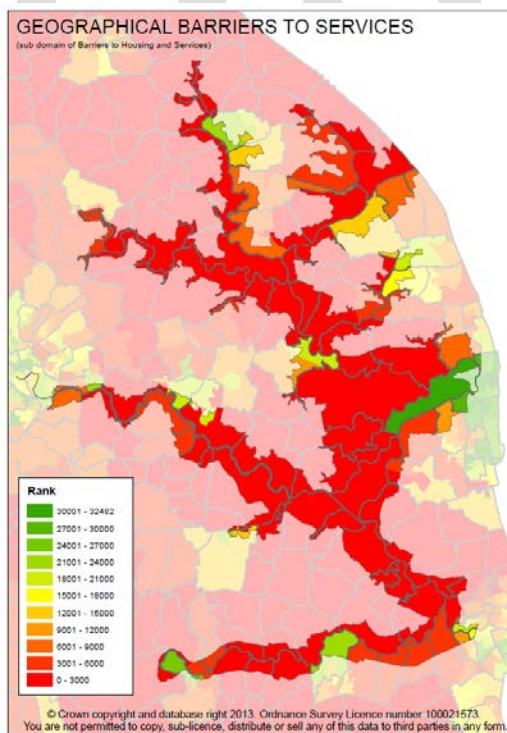 GEOGRAPHICAL BARRIERS TO SERVICES
(sub domain of Barriers to Housing and Services)
Rank
30001 - 32482
27001 - 30000
24001 - 27000
21001 - 24000
18001 - 21000
15001 - 18000
12001 - 15000
9001 - 12000
6001 - 9000
3001 - 6000
0 - 3000
© Crown copyright and database right 2013. Ordnance Survey Licence number 100021573.
You are not permitted to copy, sub-licence, distribute or sell any of this data to third parties in any form.